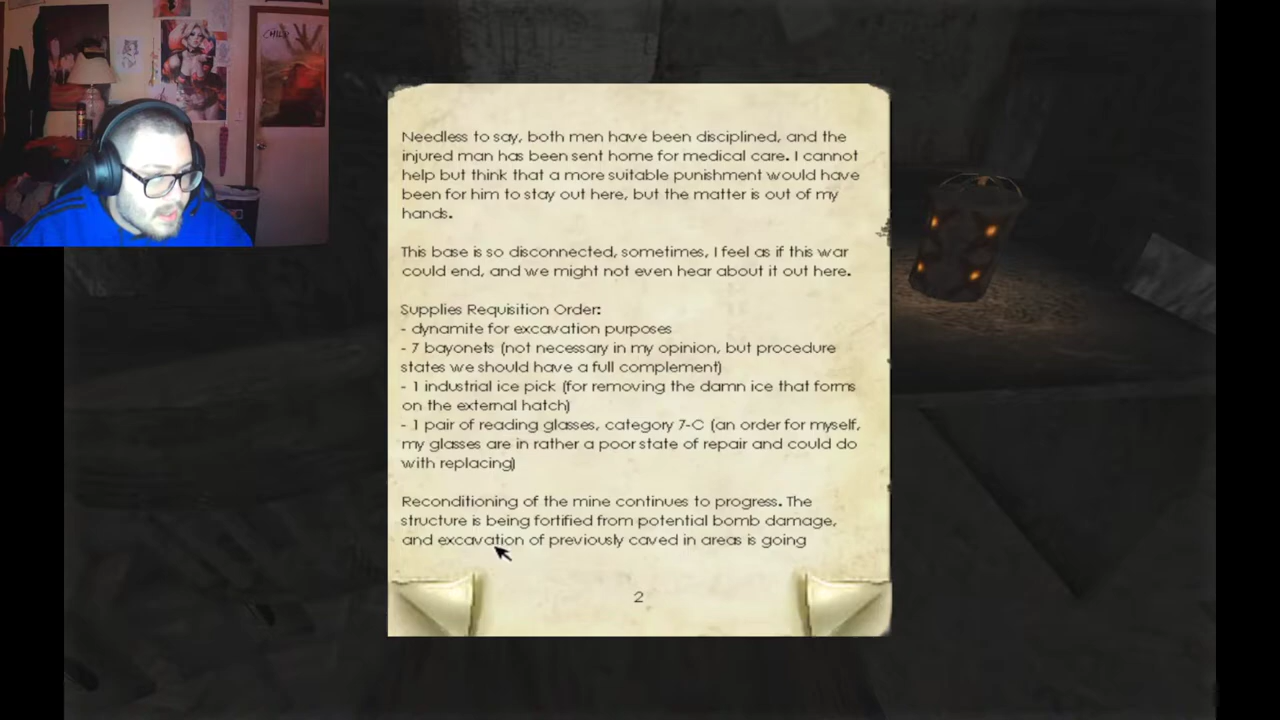 CHILD
Needless to say, both men have been disciplined, and the
injured man has been sent home for medical care. I cannot
help but think that a more suitable punishment would have
been for him to stay out here, but the matter is out of my
hands.
This base is so disconnected, sometimes, I feel as if this war
could end, and we might not even hear about it out here.
Supplies Requisition Order:
- dynamite for excavation purposes
- 7 bayonets (not necessary in my opinion, but procedure
states we should have a full complement)
- 1 industrial ice pick (for removing the damn ice that forms
on the external hatch)
- 1 pair of reading glasses, category 7-C (an order for myself,
my glasses are in rather a poor state of repair and could do
with replacing)
Reconditioning of the mine continues to progress. The
structure is being fortified from potential bomb damage,
and excavation of previously caved in areas is going
2